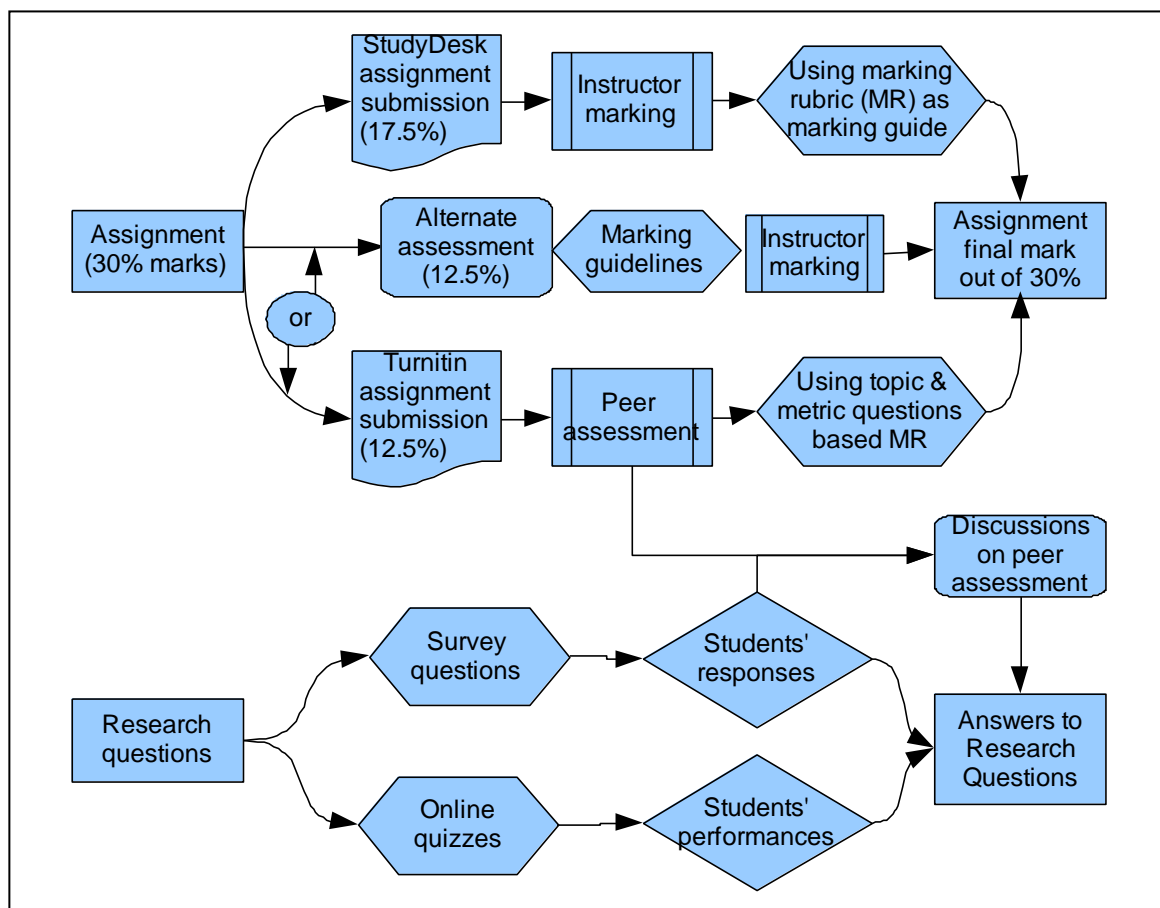 StudyDesk
assignment
submission
(17.5%)
Instructor
marking
Using marking
rubric (MR) as
marking guide
Assignment
(30% marks)
Alternate
assessment
(12.5%)
Marking
guidelines
Instructor
marking
Assignment
final mark
out of 30%
or
Turnitin
assignment
submission
(12.5%)
Peer
assessment
Using topic &
metric questions
based MR
Discussions
on peer
assessment
Survey
questions
Students'
responses
Research
questions
Answers to
Research
Questions
Online
quizzes
Students'
performances